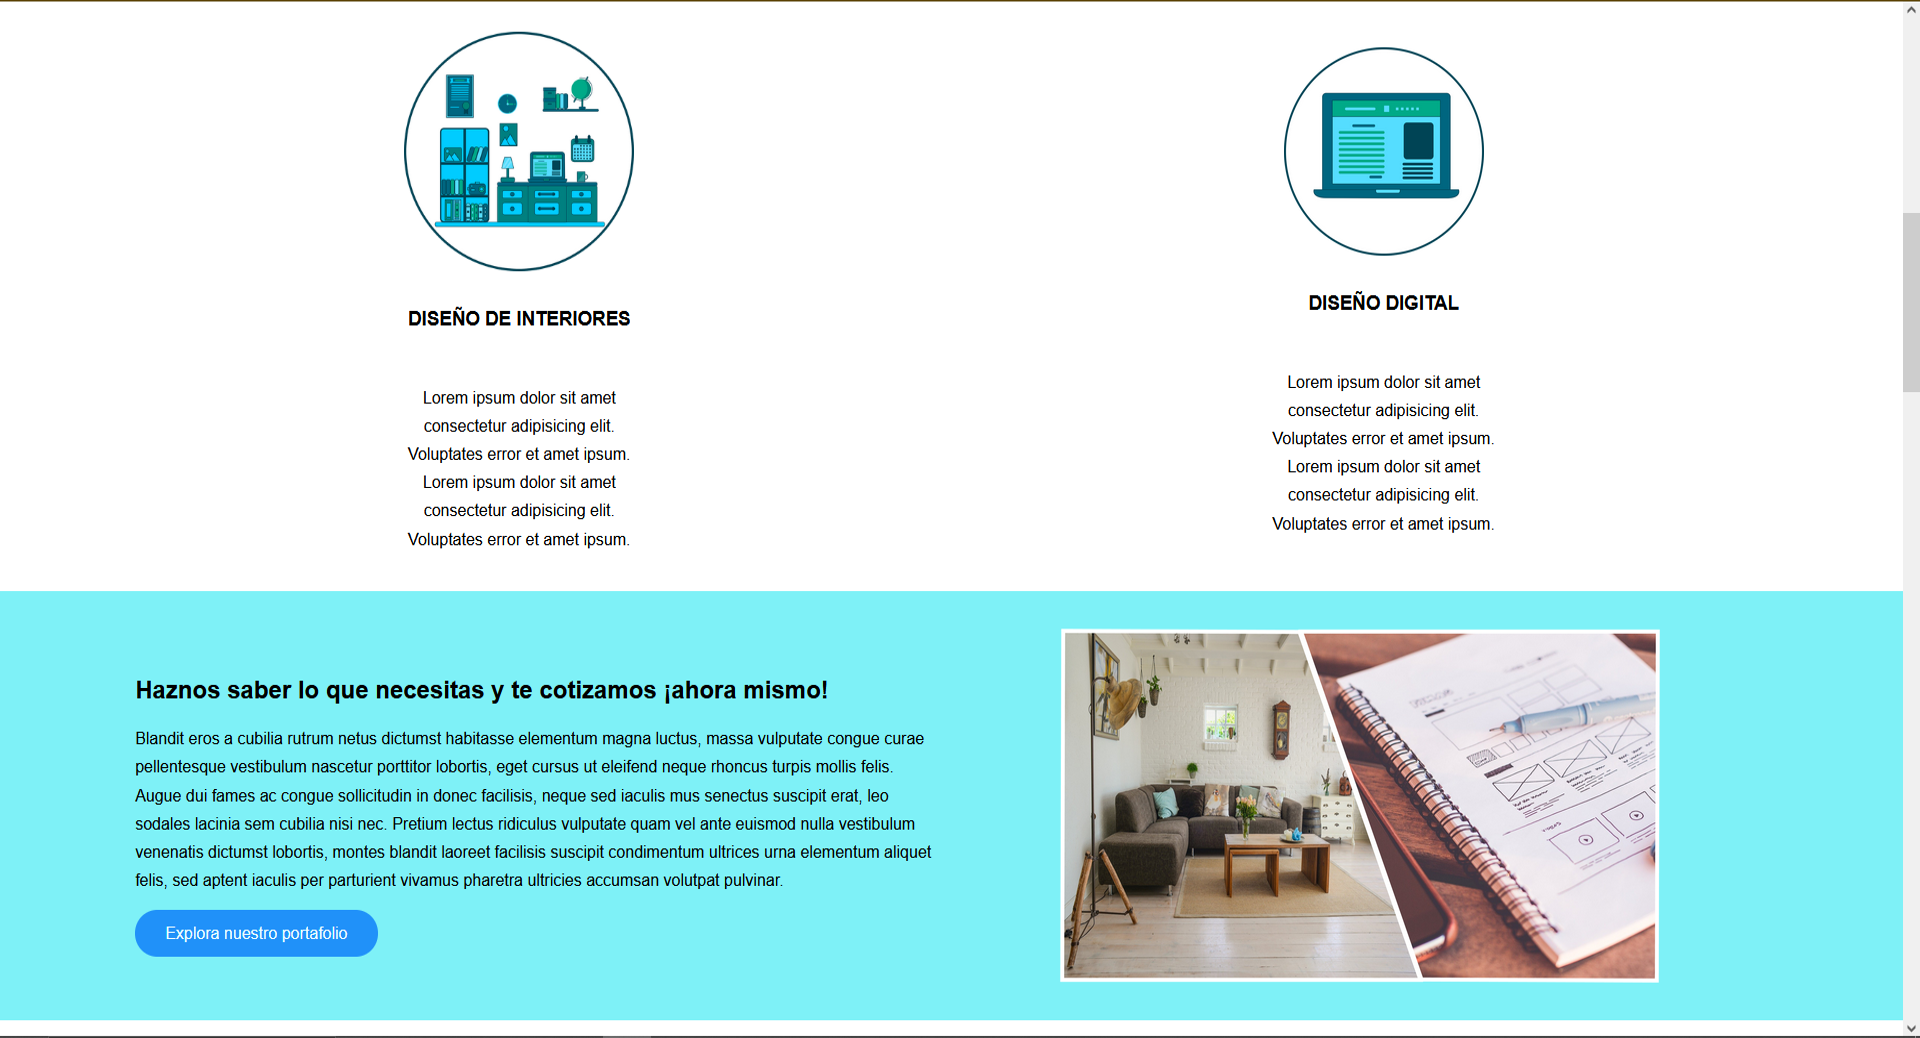 DISEÑO DE INTERIORES
Lorem ipsum dolor sit amet
consectetur adipisicing elit.
Voluptates error et amet ipsum.
Lorem ipsum dolor sit amet
consectetur adipisicing elit.
Voluptates error et amet ipsum.
DISEÑO DIGITAL
Lorem ipsum dolor sit amet
consectetur adipisicing elit.
Voluptates error et amet ipsum.
Lorem ipsum dolor sit amet
consectetur adipisicing elit.
Voluptates error et amet ipsum.
Haznos saber lo que necesitas y te cotizamos ¡ahora mismo!
Blandit eros a cubilia rutrum netus dictumst habitasse elementum magna luctus, massa vulputate congue curae
pellentesque vestibulum nascetur porttitor lobortis, eget cursus ut eleifend neque rhoncus turpis mollis felis.
Augue dui fames ac congue sollicitudin in donec facilisis, neque sed iaculis mus senectus suscipit erat, leo
sodales lacinia sem cubilia nisi nec. Pretium lectus ridiculus vulputate quam vel ante euismod nulla vestibulum
venenatis dictumst lobortis, montes blandit laoreet facilisis suscipit condimentum ultrices urna elementum aliquet
felis, sed aptent iaculis per parturient vivamus pharetra ultricies accumsan volutpat pulvinar.
Explora nuestro portafolio